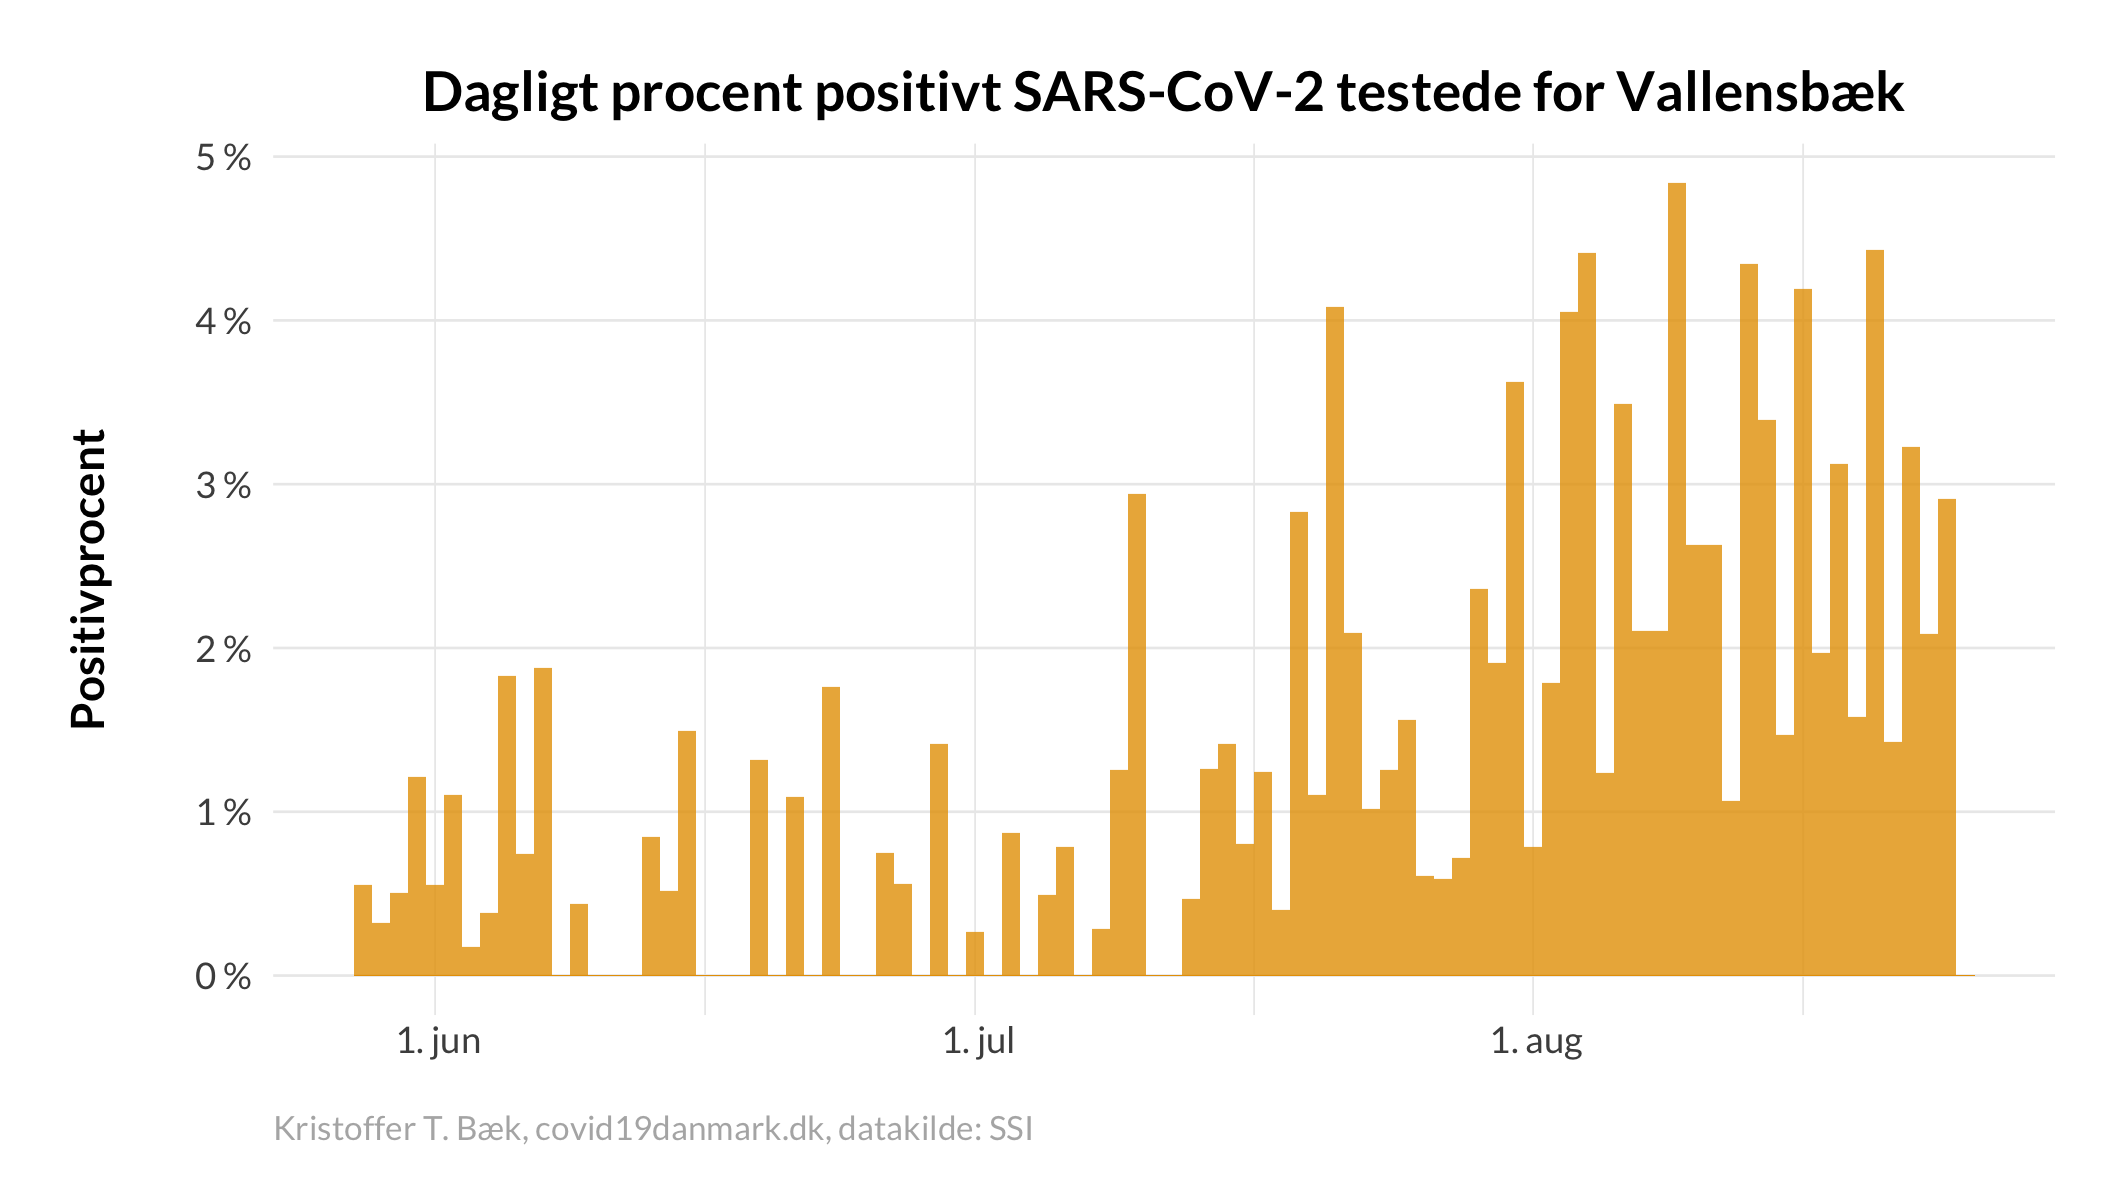 Dagligt procent positivt SARS-CoV-2 testede for Vallensbæk
Positivprocent
5 %
4 %
3 %
2 %
1 %
0 %
1. jun
1. jul
1. aug
Kristoffer T. Bæk, covid19danmark.dk, datakilde: SSI